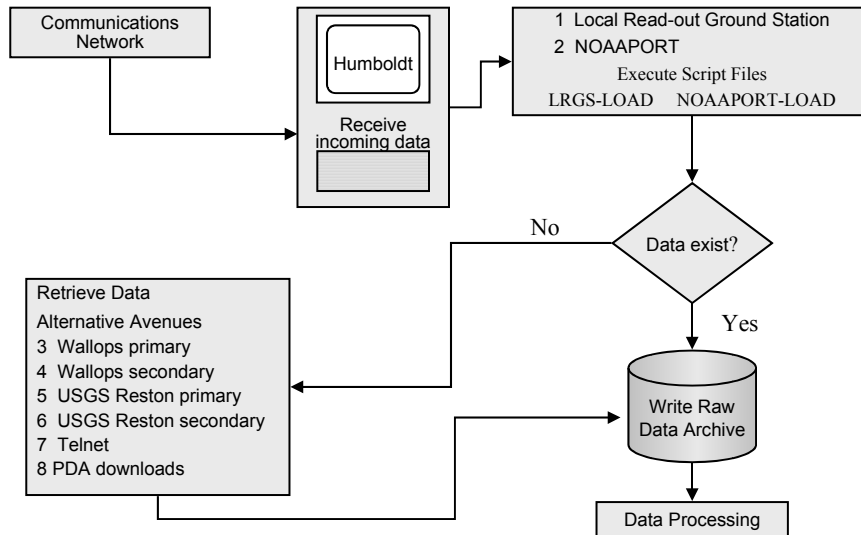 Communications
Network
Humboldt
Receive
incoming data
1 Local Read-out Ground Station
2 NOAAPORT
Execute Script Files
LRGS-LOAD NOAAPORT-LOAD
Data exist?
No
Yes
Retrieve Data
Alternative Avenues
3 Wallops primary
4 Wallops secondary
5 USGS Reston primary
6 USGS Reston secondary
7 Telnet
8 PDA downloads
Write Raw
Data Archive
Data Processing